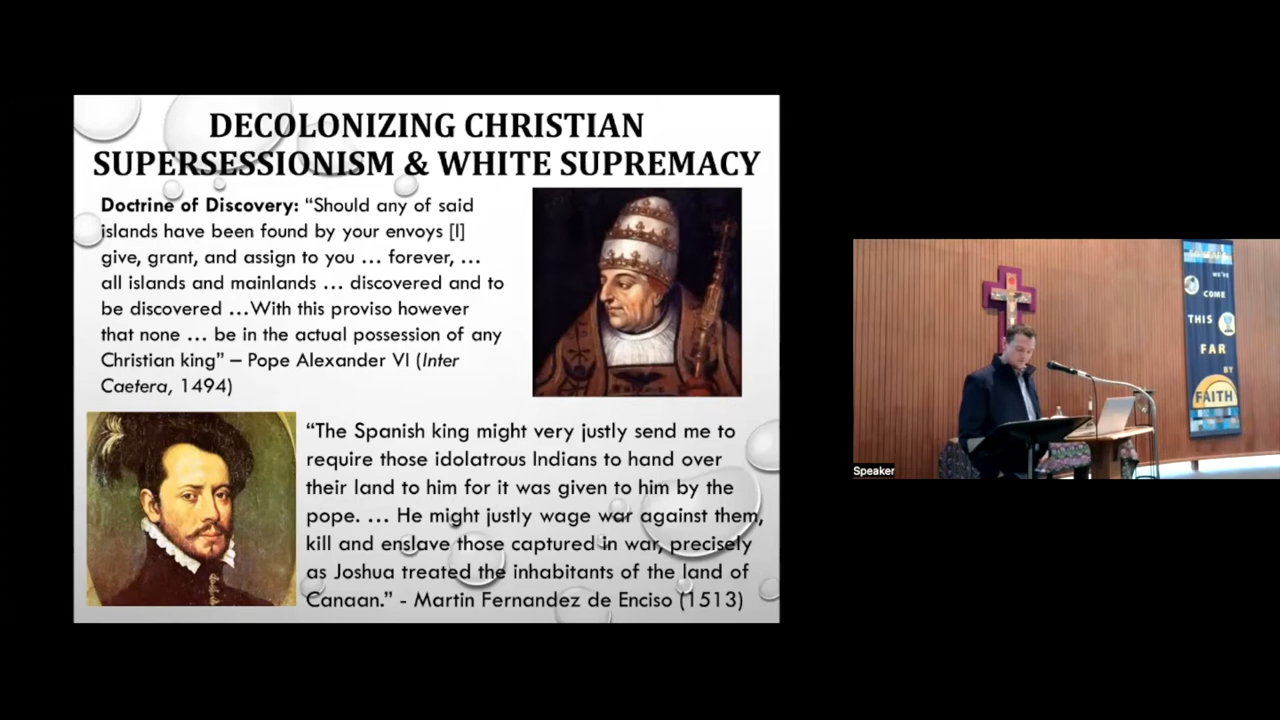 DECOLONIZING CHRISTIAN
SUPERSESSIONISM & WHITE SUPREMACY
Doctrine of Discovery: “Should any of said
islands have been found by your envoys [I]
give, grant, and assign to you … forever, …
all islands and mainlands … discovered and to
be discovered …With this proviso however
that none … be in the actual possession of any
Christian king” – Pope Alexander VI (Inter
Caetera, 1494)
“The Spanish king might very justly send me to
require those idolatrous Indians to hand over
their land to him for it was given to him by the
pope. … He might justly wage war against them,
kill and enslave those captured in war, precisely
as Joshua treated the inhabitants of the land of
Canaan.” - Martin Fernandez de Enciso (1513)
WE'VE
COME
THIS
FAR
BY
FAITH
Speaker